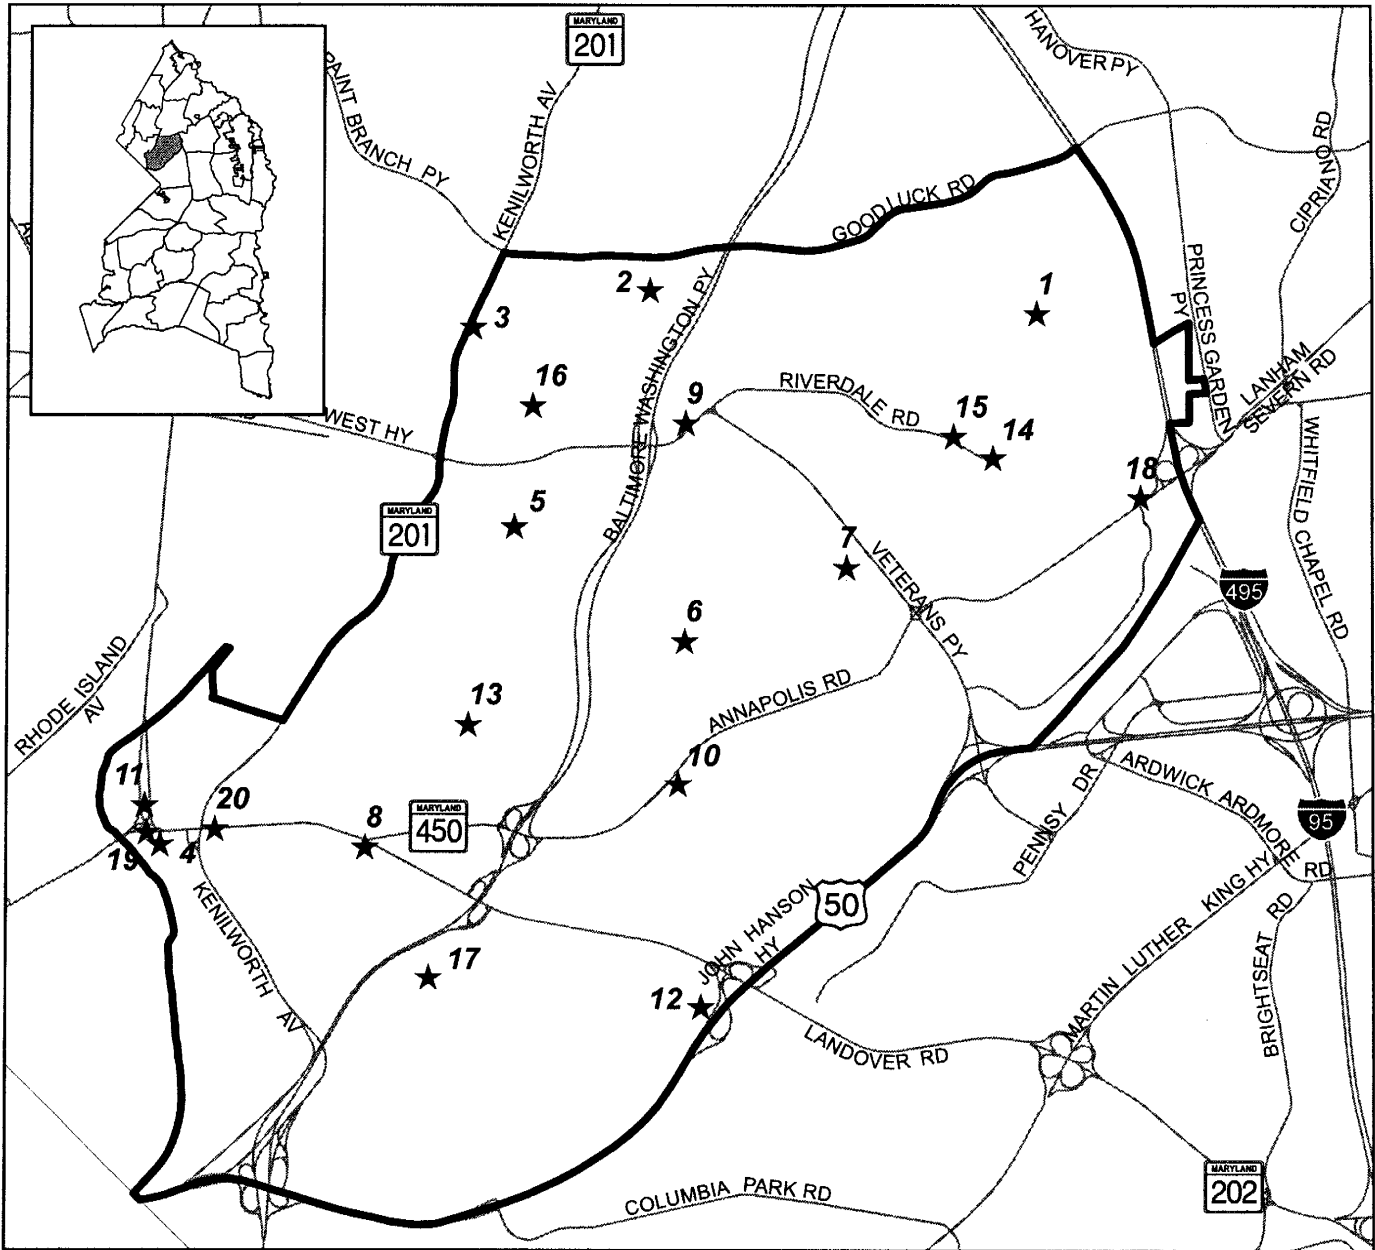 MARYLAND
201
HANOVER PY
PAINT BRANCH PY
KENILWORTH AV
CIPRIANO RD
GOOD LUCK RD
2
1
3
PRINCESS GARDEN
PY
BALTIMORE WASHINGTON PY
16
9
RIVERDALE RD
15
14
LANHAM
SEVERN RD
WEST HY
18
WHITFIELD CHAPEL RD
MARYLAND
201
5
7
VETERANS PY
495
6
RHODE ISLAND
AV
13
ANNAPOLIS RD
10
11
20
8
MARYLAND
450
19
4
PENNSY DR
ARDWICK ARDMORE
RD
95
KENILWORTH
AV
50
JOHN HANSON
HY
MARTIN LUTHER KING HY
BRIGHTSEAT RD
17
12
LANDOVER RD
COLUMBIA PARK RD
MARYLAND
202